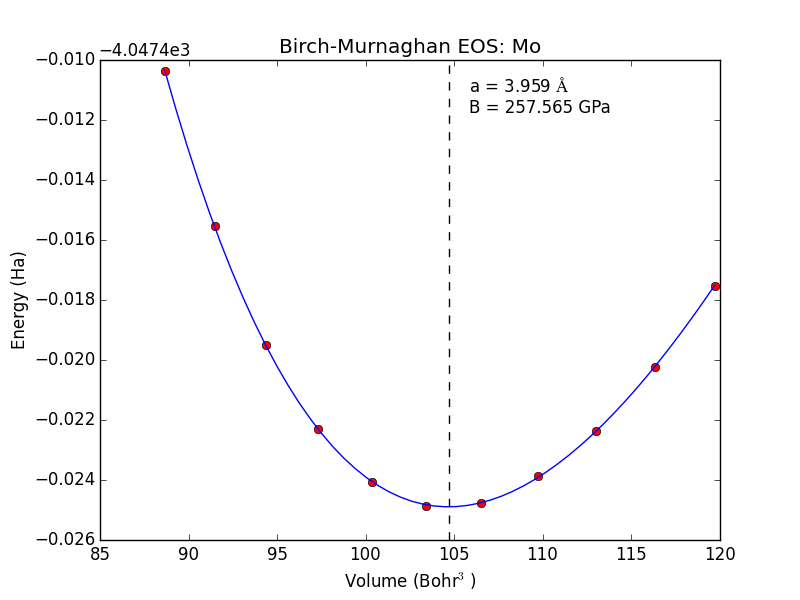 Birch-Murnaghan EOS: Mo
−4.0474e3
a = 3.959 Å
B = 257.565 GPa
−0.010
−0.012
−0.014
−0.016
−0.018
−0.020
−0.022
−0.024
−0.026
Energy (Ha)
85 90 95 100 105 110 115 120
Volume (Bohr³ )